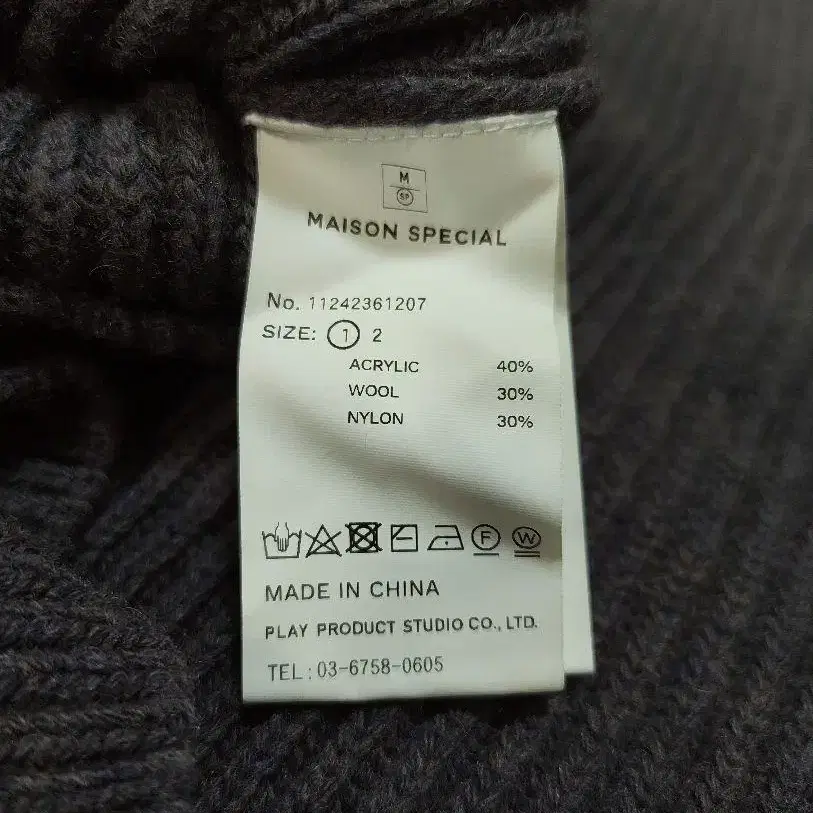 M
SP
MAISON SPECIAL
No. 11242361207
SIZE: 1 2
ACRYLIC 40%
WOOL 30%
NYLON 30%
F W
MADE IN CHINA
PLAY PRODUCT STUDIO CO., LTD.
TEL : 03-6758-0605